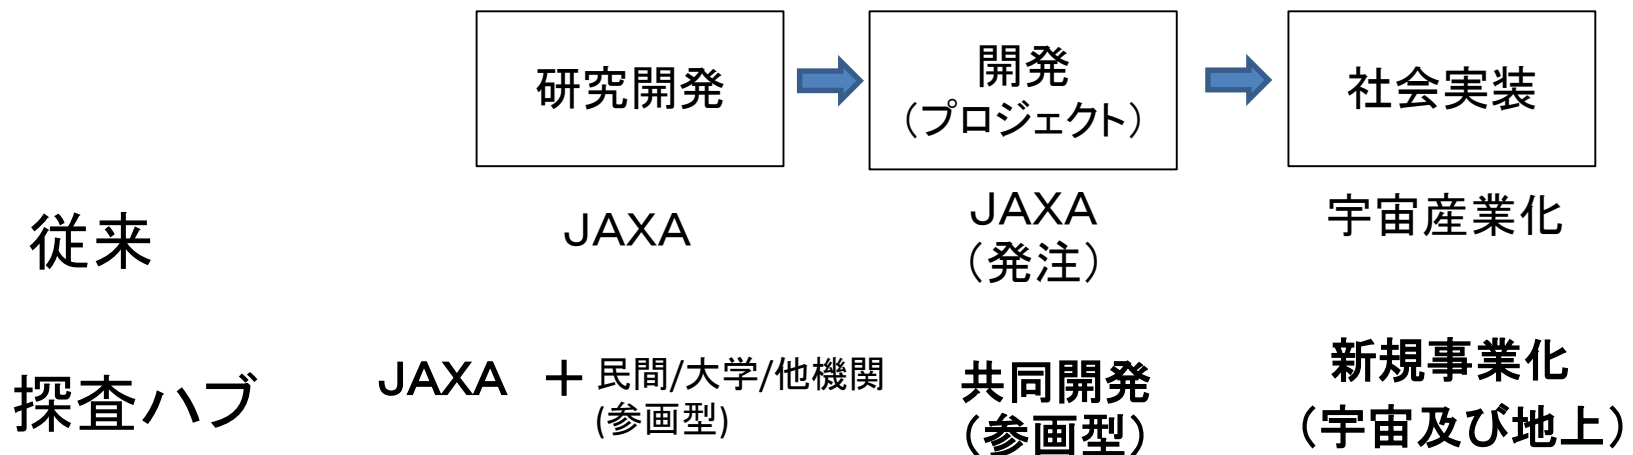 研究開発
開発
（プロジェクト）
社会実装
従来
JAXA
JAXA
（発注）
宇宙産業化
探査ハブ
JAXA ＋ 民間/大学/他機関
(参画型)
共同開発
（参画型）
新規事業化
（宇宙及び地上）